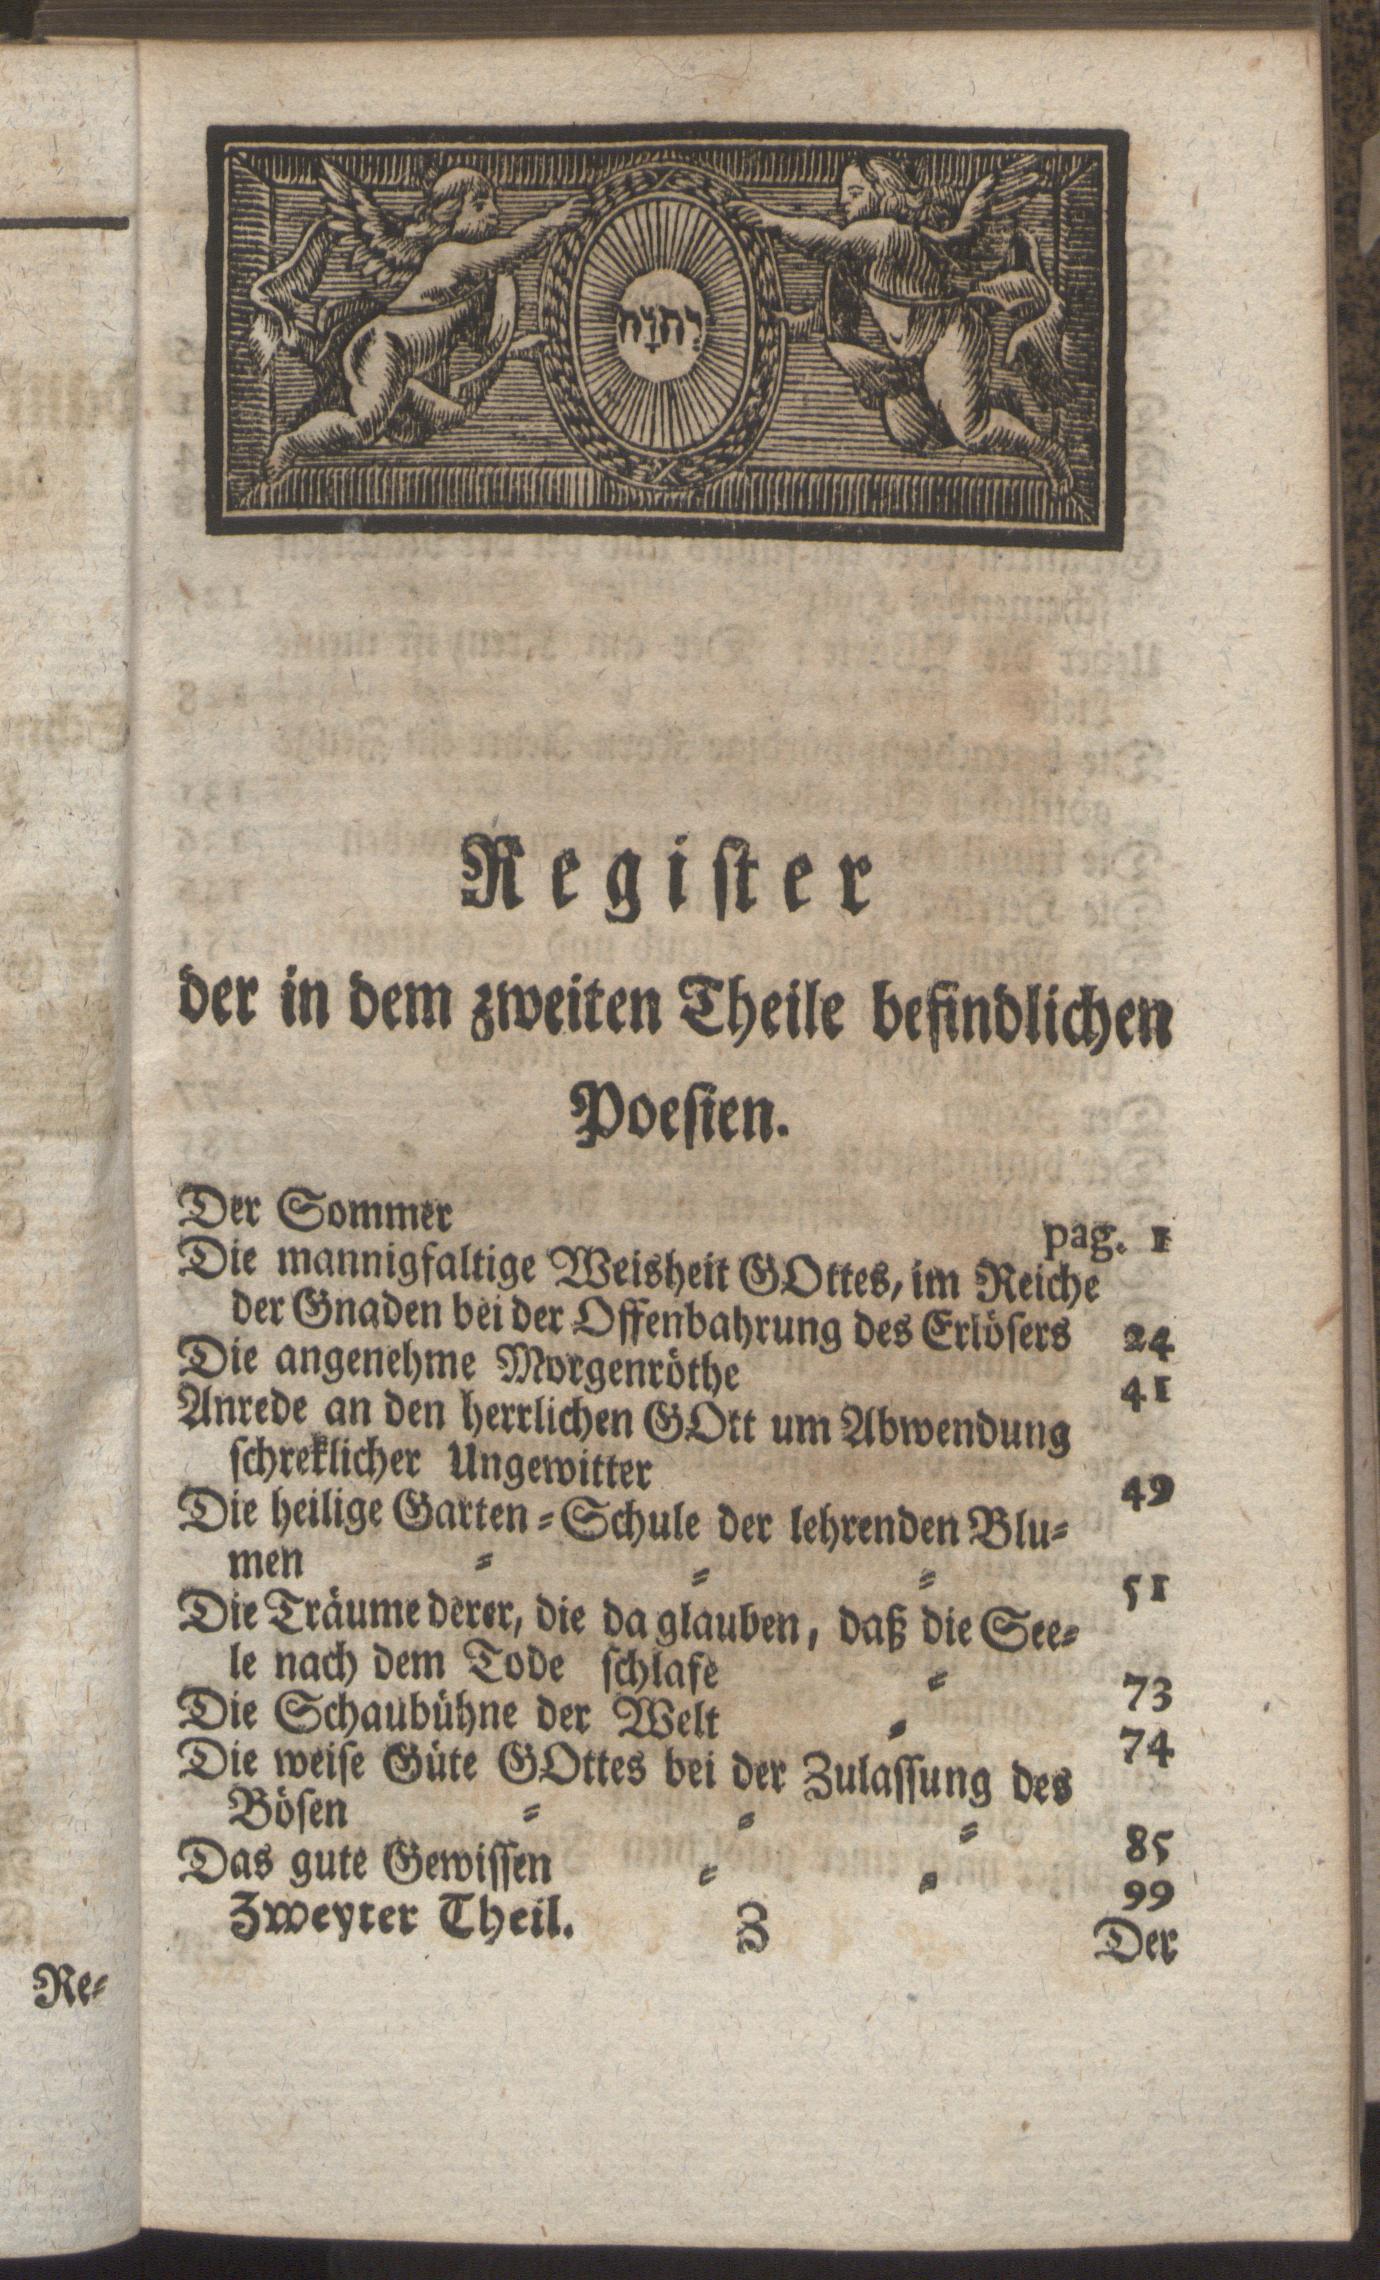 יהוה
Regiſter
der in dem zweiten Theile befindlichen
Poeſien.
Der Sommer pag. 1
Die mannigfaltige Weisheit GOttes, im Reiche
der Gnaden bei der Offenbahrung des Erlöſers 24
Die angenehme Morgenröthe 41
Anrede an den herrlichen GOtt um Abwendung
ſchreklicher Ungewitter 49
Die heilige Garten⸗Schule der lehrenden Blu⸗
men ⸗ ⸗ ⸗ 51
Die Träume derer, die da glauben, daß die See⸗
le nach dem Tode ſchlafe ⸗ 73
Die Schaubühne der Welt ⸗ 74
Die weiſe Güte GOttes bei der Zulaſſung des
Böſen ⸗ ⸗ ⸗ 85
Das gute Gewiſſen ⸗ ⸗ 99
Zweyter Theil. Z Der
Re⸗